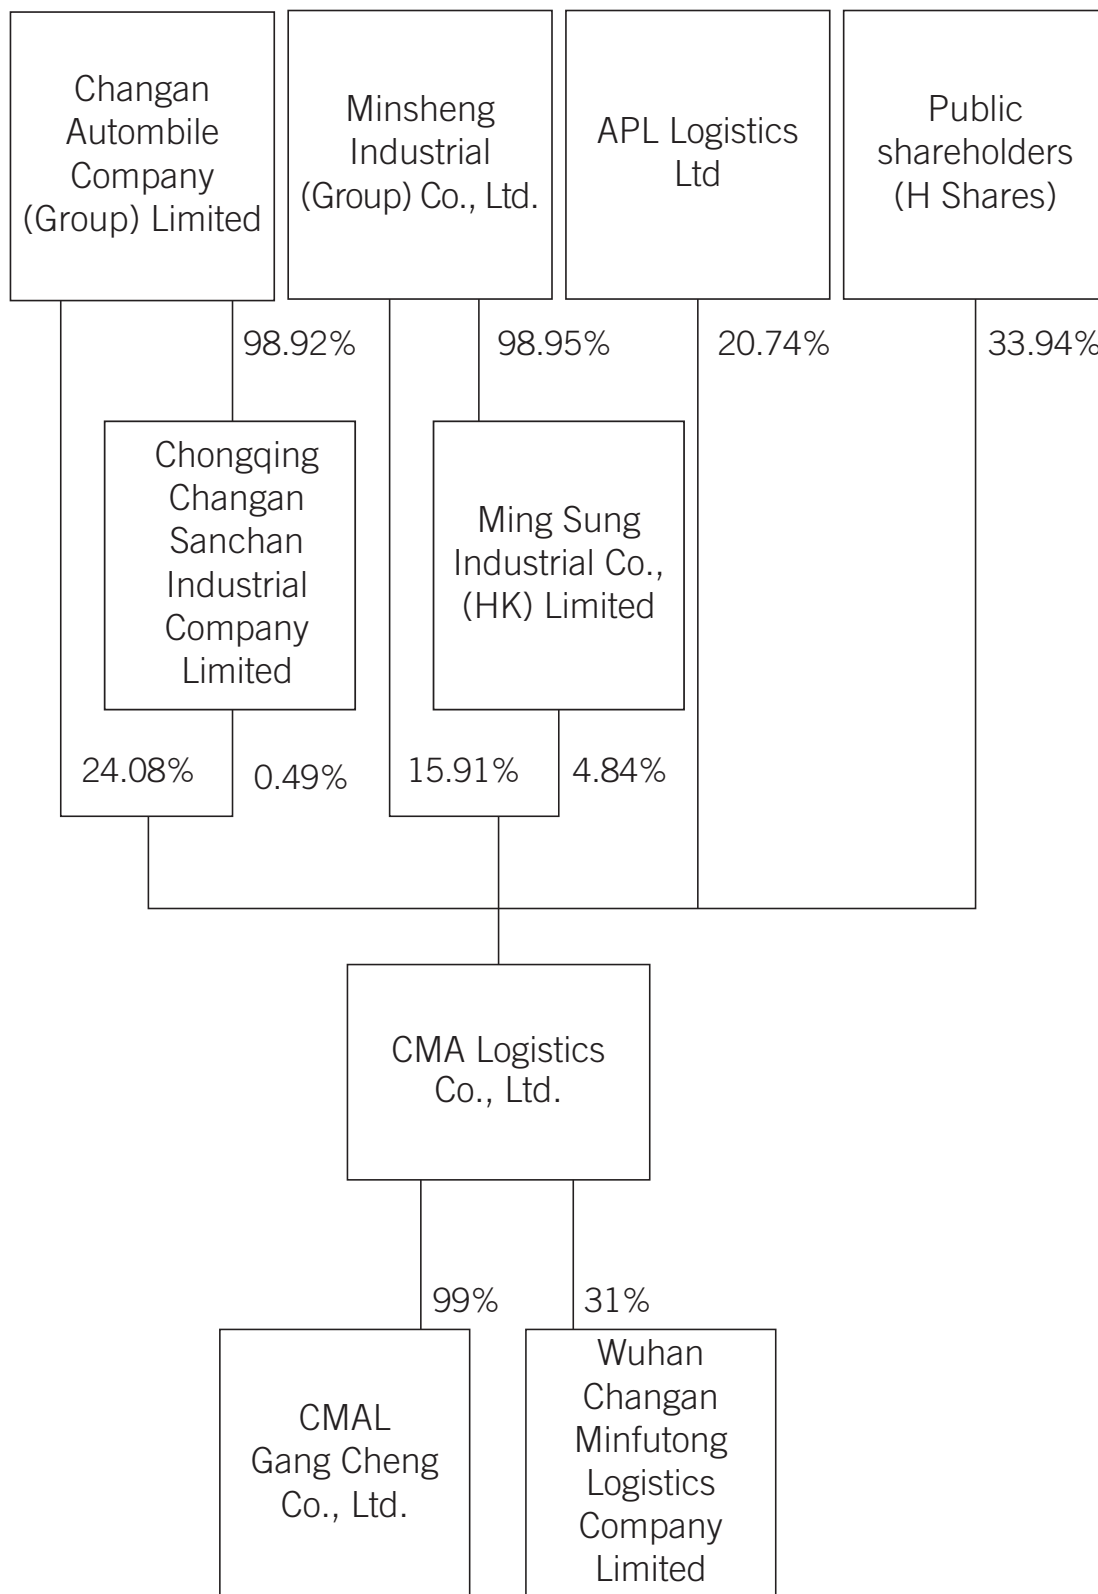 Changan
Autombile
Company
(Group) Limited
Minsheng
Industrial
(Group) Co., Ltd.
APL Logistics
Ltd
Public
shareholders
(H Shares)
98.92%
98.95%
20.74%
33.94%
Chongqing
Changan
Sanchan
Industrial
Company
Limited
Ming Sung
Industrial Co.,
(HK) Limited
24.08%
0.49%
15.91%
4.84%
CMA Logistics
Co., Ltd.
99%
31%
CMAL
Gang Cheng
Co., Ltd.
Wuhan
Changan
Minfutong
Logistics
Company
Limited